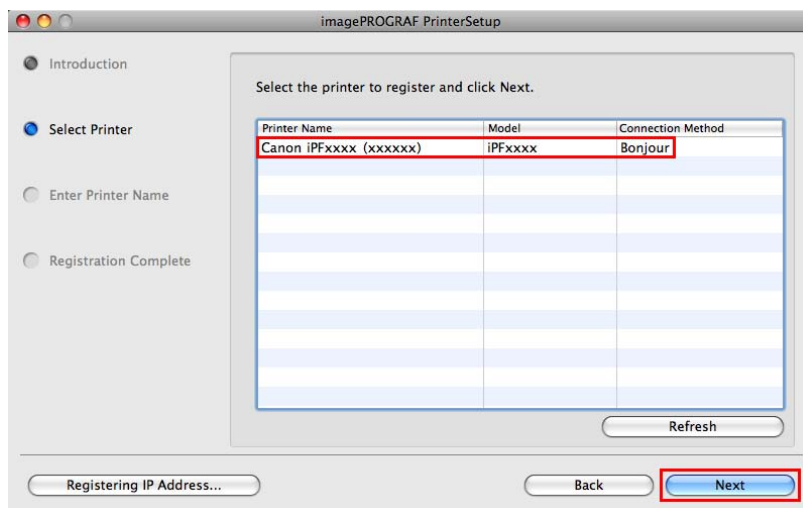 imagePROGRAF PrinterSetup
Introduction
Select Printer
Enter Printer Name
Registration Complete
Select the printer to register and click Next.
Printer Name Model Connection Method
Canon iPFxxxx (xxxxxx) iPFxxxx Bonjour
Refresh
Registering IP Address... Back Next